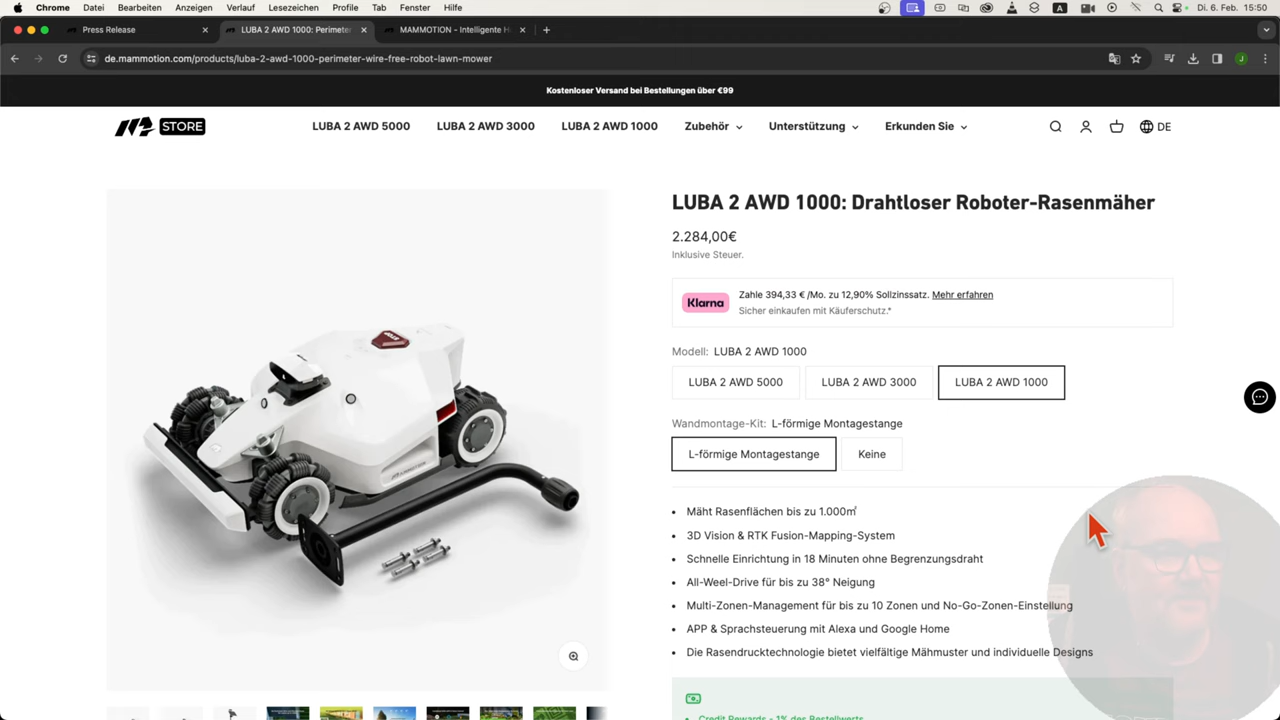 Chrome Datei Bearbeiten Anzeigen Verlauf Lesezeichen Profile Tab Fenster Hilfe
Di. 6. Feb. 15:50
Press Release
LUBA 2 AWD 1000: Perimete
MAMMOTION - Intelligente H
de.mammotion.com/products/luba-2-awd-1000-perimeter-wire-free-robot-lawn-mower
Kostenloser Versand bei Bestellungen über €99
STORE
LUBA 2 AWD 5000
LUBA 2 AWD 3000
LUBA 2 AWD 1000
Zubehör
Unterstützung
Erkunden Sie
DE
LUBA 2 AWD 1000: Drahtloser Roboter-Rasenmäher
2.284,00€
Inklusive Steuer.
Klarna
Zahle 394,33 € /Mo. zu 12,90% Sollzinssatz. Mehr erfahren
Sicher einkaufen mit Käuferschutz.*
Modell: LUBA 2 AWD 1000
LUBA 2 AWD 5000
LUBA 2 AWD 3000
LUBA 2 AWD 1000
Wandmontage-Kit: L-förmige Montagestange
L-förmige Montagestange
Keine
• Mäht Rasenflächen bis zu 1.000㎡
• 3D Vision & RTK Fusion-Mapping-System
• Schnelle Einrichtung in 18 Minuten ohne Begrenzungsdraht
• All-Weel-Drive für bis zu 38° Neigung
• Multi-Zonen-Management für bis zu 10 Zonen und No-Go-Zonen-Einstellung
• APP & Sprachsteuerung mit Alexa und Google Home
• Die Rasendrucktechnologie bietet vielfältige Mähmuster und individuelle Designs
• Credit Rewards - 1% des Bestellwerts